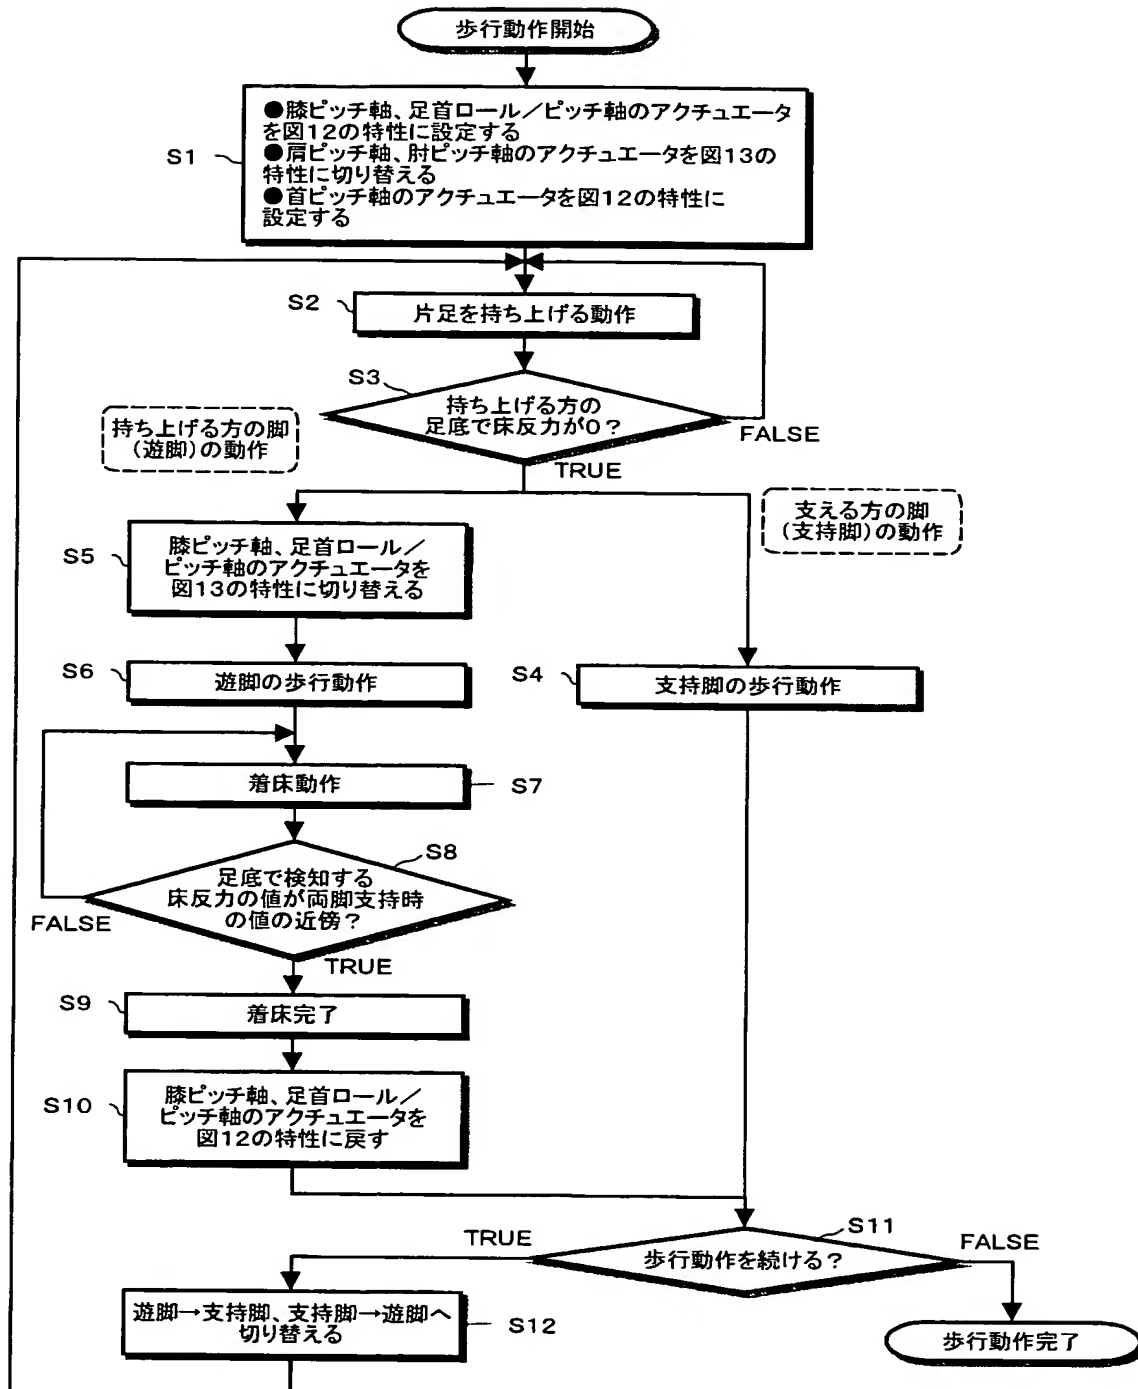 歩行動作開始
S1
●膝ピッチ軸、足首ロール／ピッチ軸のアクチュエータ
を図12の特性に設定する
●肩ピッチ軸、肘ピッチ軸のアクチュエータを図13の
特性に切り替える
●首ピッチ軸のアクチュエータを図12の特性に
設定する
S2
片足を持ち上げる動作
S3
持ち上げる方の
足底で床反力が0？
FALSE
TRUE
持ち上げる方の脚
（遊脚）の動作
支える方の脚
（支持脚）の動作
S5
膝ピッチ軸、足首ロール／
ピッチ軸のアクチュエータを
図13の特性に切り替える
S6
遊脚の歩行動作
S4
支持脚の歩行動作
着床動作
S7
S8
足底で検知する
床反力の値が両脚支持時
の値の近傍？
FALSE
TRUE
S9
着床完了
S10
膝ピッチ軸、足首ロール／
ピッチ軸のアクチュエータを
図12の特性に戻す
S11
TRUE
歩行動作を続ける？
FALSE
遊脚→支持脚、支持脚→遊脚へ
切り替える
S12
歩行動作完了